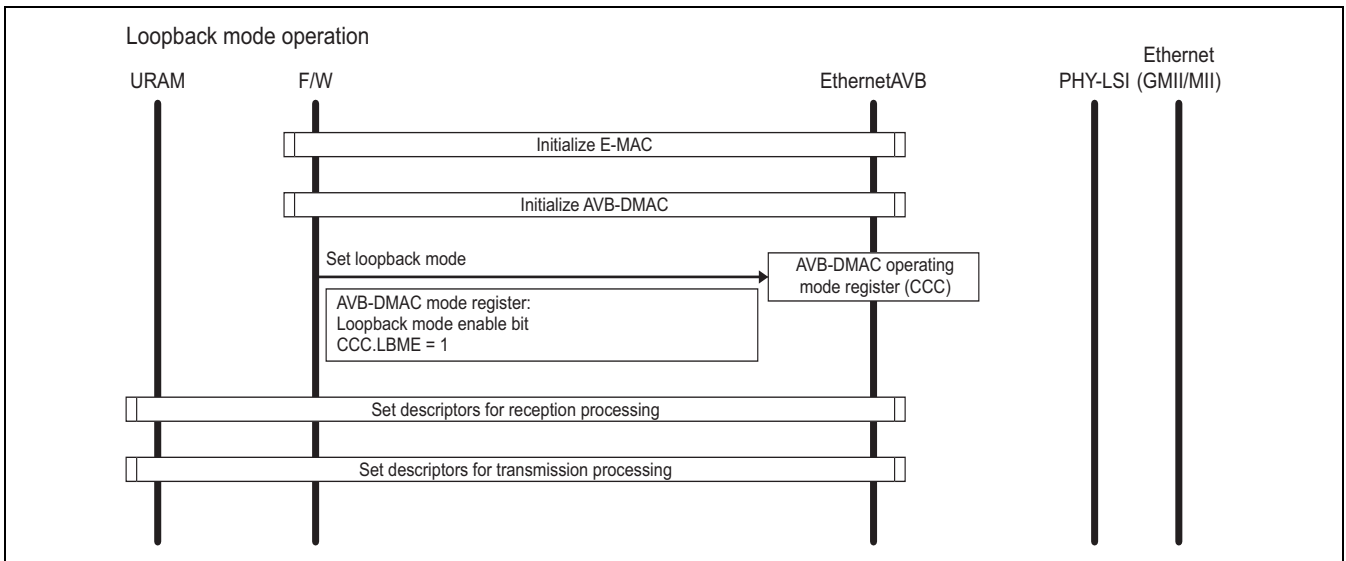 Loopback mode operation
Ethernet
URAM F/W EthernetAVB PHY-LSI (GMII/MII)
Initialize E-MAC
Initialize AVB-DMAC
Set loopback mode
AVB-DMAC operating
mode register (CCC)
AVB-DMAC mode register:
Loopback mode enable bit
CCC.LBME = 1
Set descriptors for reception processing
Set descriptors for transmission processing